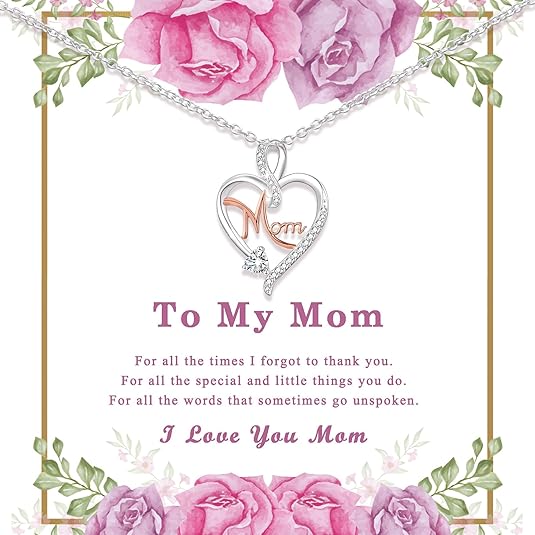 Mom
To My Mom
For all the times I forgot to thank you.
For all the special and little things you do.
For all the words that sometimes go unspoken.
I Love You Mom